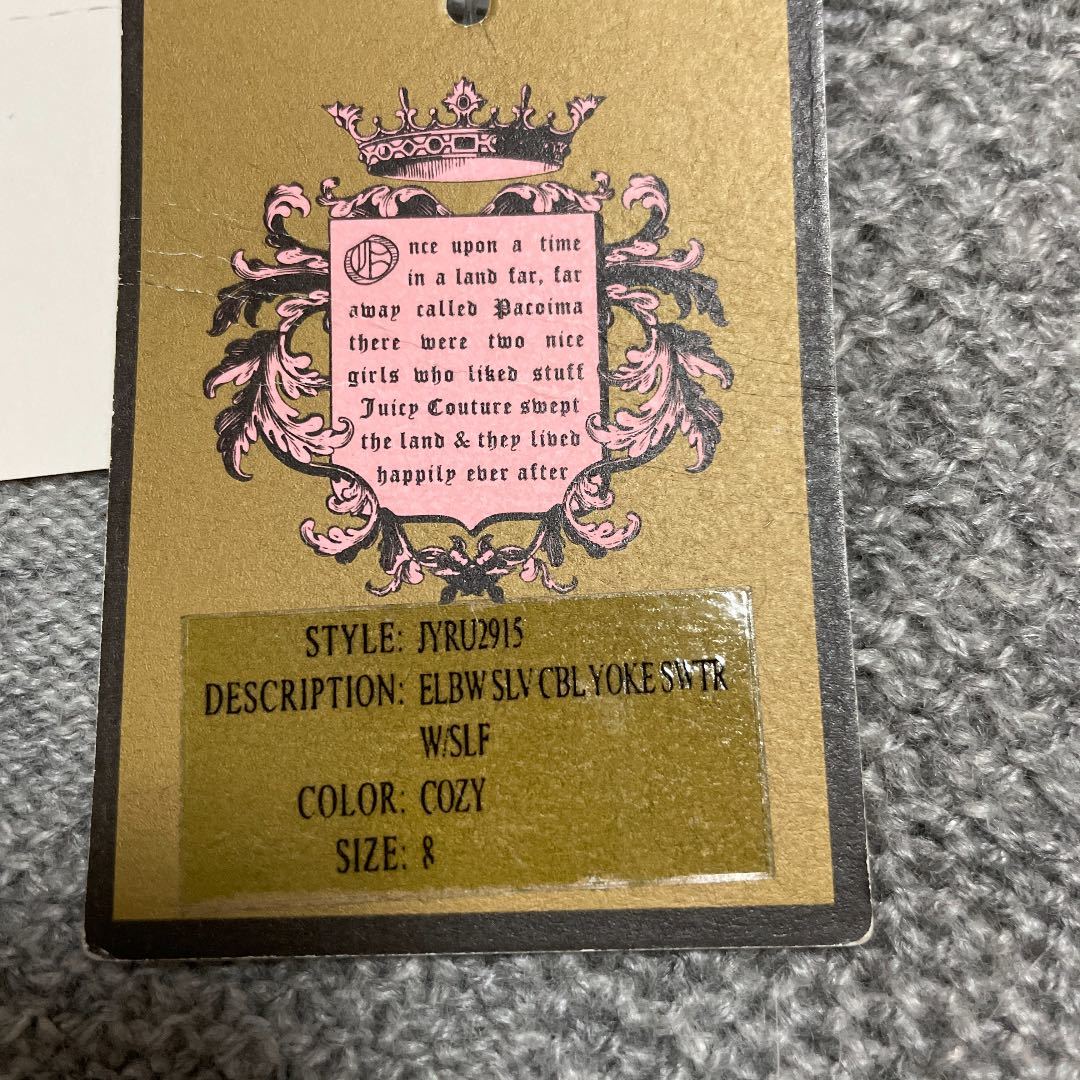 Once upon a time
in a land far, far
away called Pacoima
there were two nice
girls who liked stuff
Juicy Couture swept
the land & they lived
happily ever after
STYLE: JYRU2915
DESCRIPTION: ELBW SLV CBL YOKE SWTR
W/SLF
COLOR: COZY
SIZE: 8